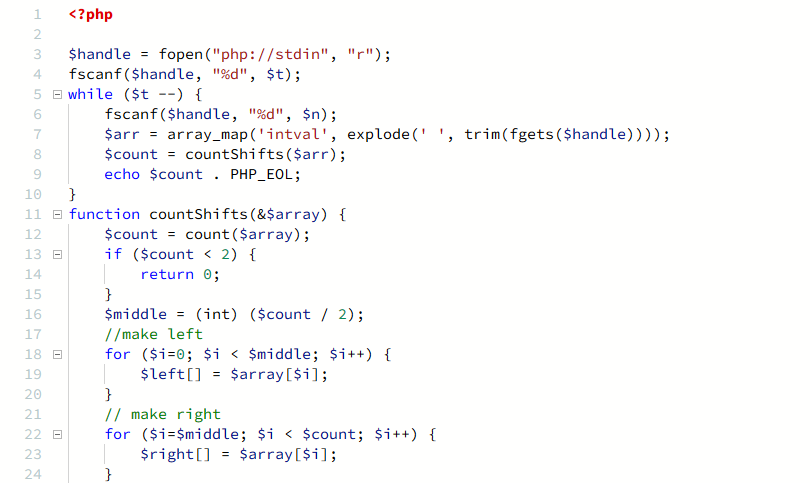 1 <?php
2
3 $handle = fopen("php://stdin", "r");
4 fscanf($handle, "%d", $t);
5 while ($t --) {
6     fscanf($handle, "%d", $n);
7     $arr = array_map('intval', explode(' ', trim(fgets($handle))));
8     $count = countShifts($arr);
9     echo $count . PHP_EOL;
10 }
11 function countShifts(&$array) {
12     $count = count($array);
13     if ($count < 2) {
14         return 0;
15     }
16     $middle = (int) ($count / 2);
17     //make left
18     for ($i=0; $i < $middle; $i++) {
19         $left[] = $array[$i];
20     }
21     // make right
22     for ($i=$middle; $i < $count; $i++) {
23         $right[] = $array[$i];
24     }